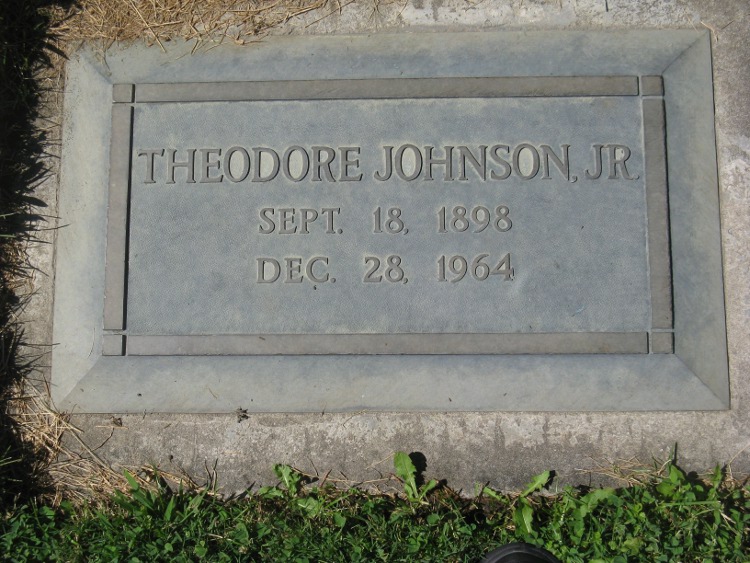 THEODORE JOHNSON, JR.
SEPT. 18, 1898
DEC. 28, 1964